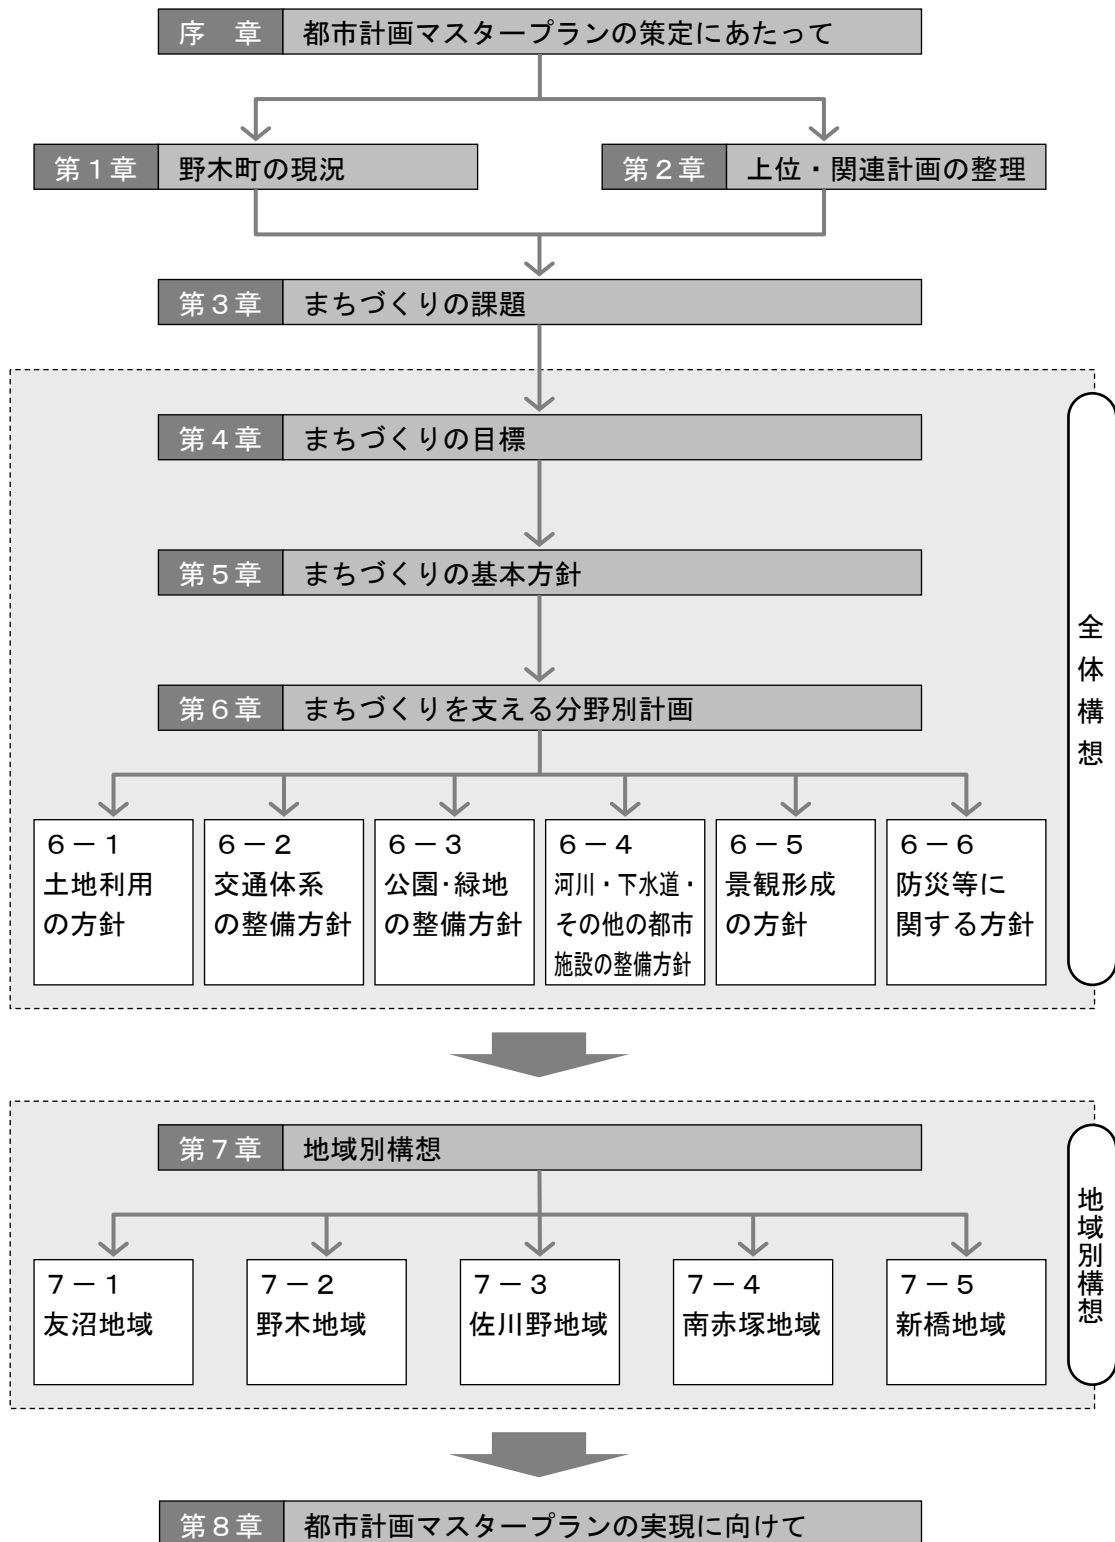 序　章　都市計画マスタープランの策定にあたって
第１章　野木町の現況
第２章　上位・関連計画の整理
第３章　まちづくりの課題
第４章　まちづくりの目標
第５章　まちづくりの基本方針
第６章　まちづくりを支える分野別計画
全体構想
６－１
土地利用
の方針
６－２
交通体系
の整備方針
６－３
公園・緑地
の整備方針
６－４
河川・下水道・
その他の都市
施設の整備方針
６－５
景観形成
の方針
６－６
防災等に
関する方針
第７章　地域別構想
地域別構想
７－１
友沼地域
７－２
野木地域
７－３
佐川野地域
７－４
南赤塚地域
７－５
新橋地域
第８章　都市計画マスタープランの実現に向けて